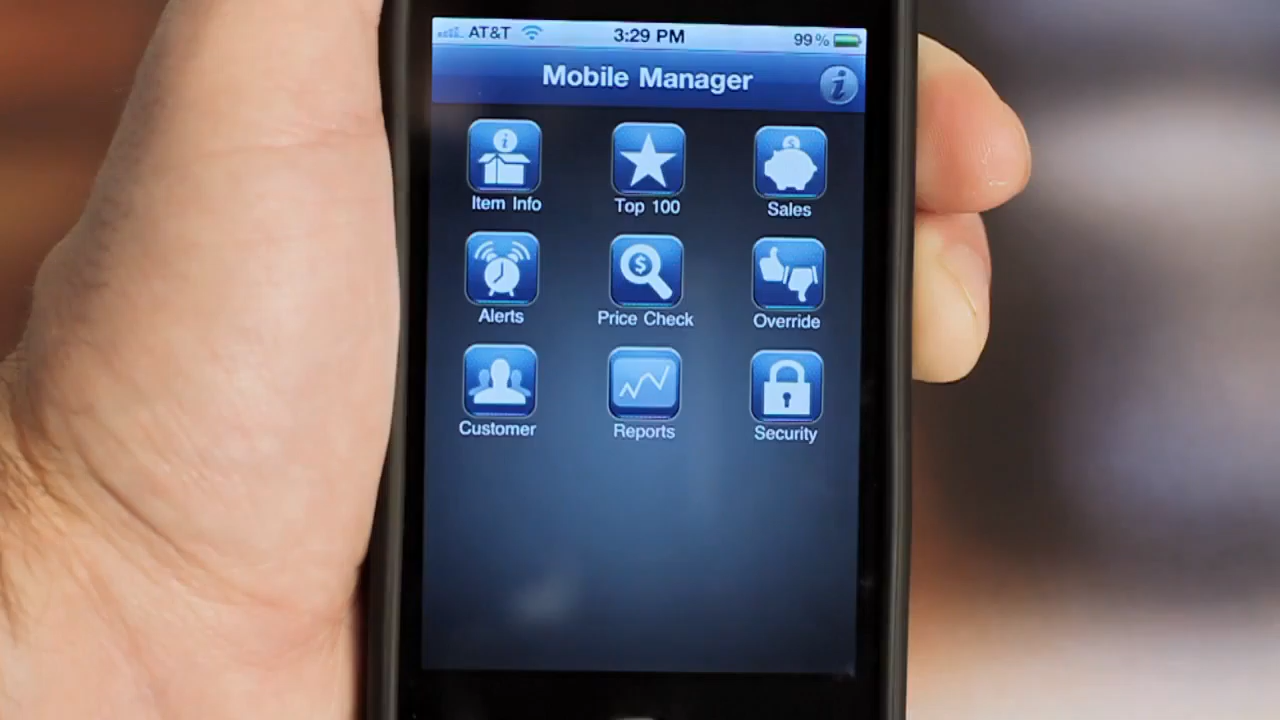 AT&T 3:29 PM 99%
Mobile Manager
Item Info Top 100 Sales
Alerts Price Check Override
Customer Reports Security